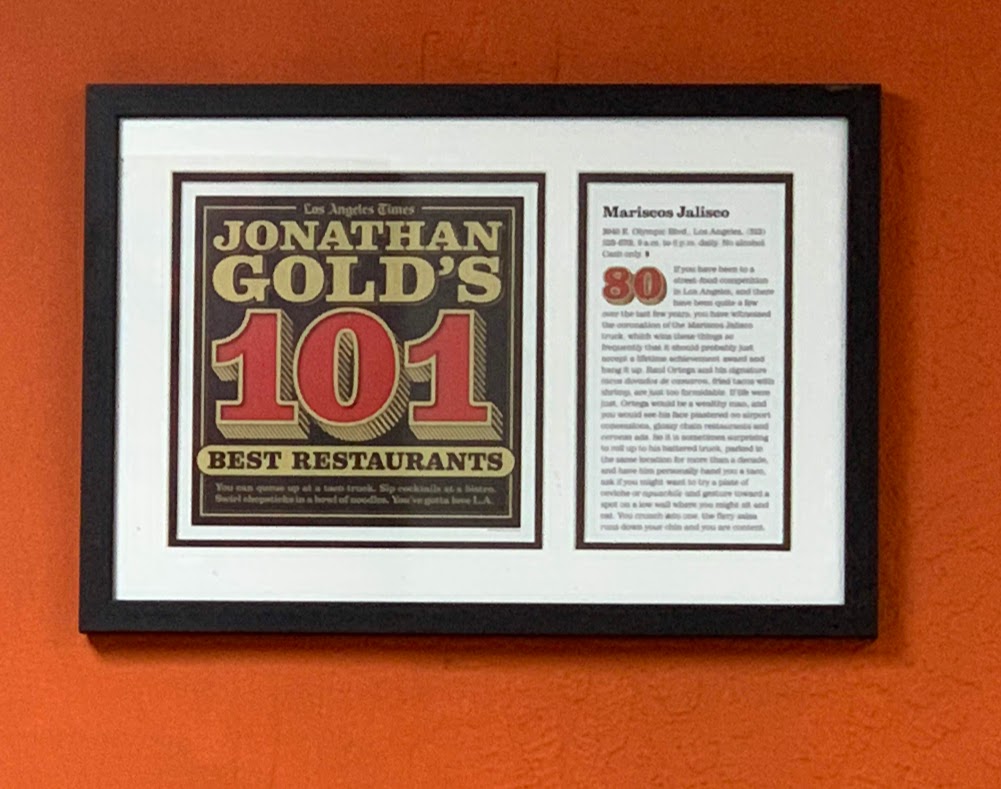 Los Angeles Times
JONATHAN
GOLD'S
101
BEST RESTAURANTS
You can queue up at a taco truck. Sip cocktails at a bistro.
Swirl chopsticks in a bowl of noodles. You've gotta love L.A.
Mariscos Jalisco
3040 E. Olympic Blvd., Los Angeles, (323)
9 a.m. to 6 p.m. daily. No alcohol.
Cash only. $
80
If you have been to a
street-food competition
in Los Angeles, and there
have been quite a few
over the last few years, you have witnessed
the coronation of the Mariscos Jalisco
truck, which wins these things so
frequently that it should probably just
accept a lifetime achievement award and
hang it up. Raul Ortega and his signature
tacos dorados de camaron, fried tacos with
shrimp, are just too formidable. If life were
just, Ortega would be a wealthy man, and
you would see his face plastered on airport
concessions, glossy chain restaurants and
cerveza ads. So it is sometimes surprising
to roll up to his battered truck, parked in
the same location for more than a decade,
and have him personally hand you a taco,
ask if you might want to try a plate of
ceviche or aguachile and gesture toward a
spot on a low wall where you might sit and
eat. You crunch into one, the fiery salsa
runs down your chin and you are content.